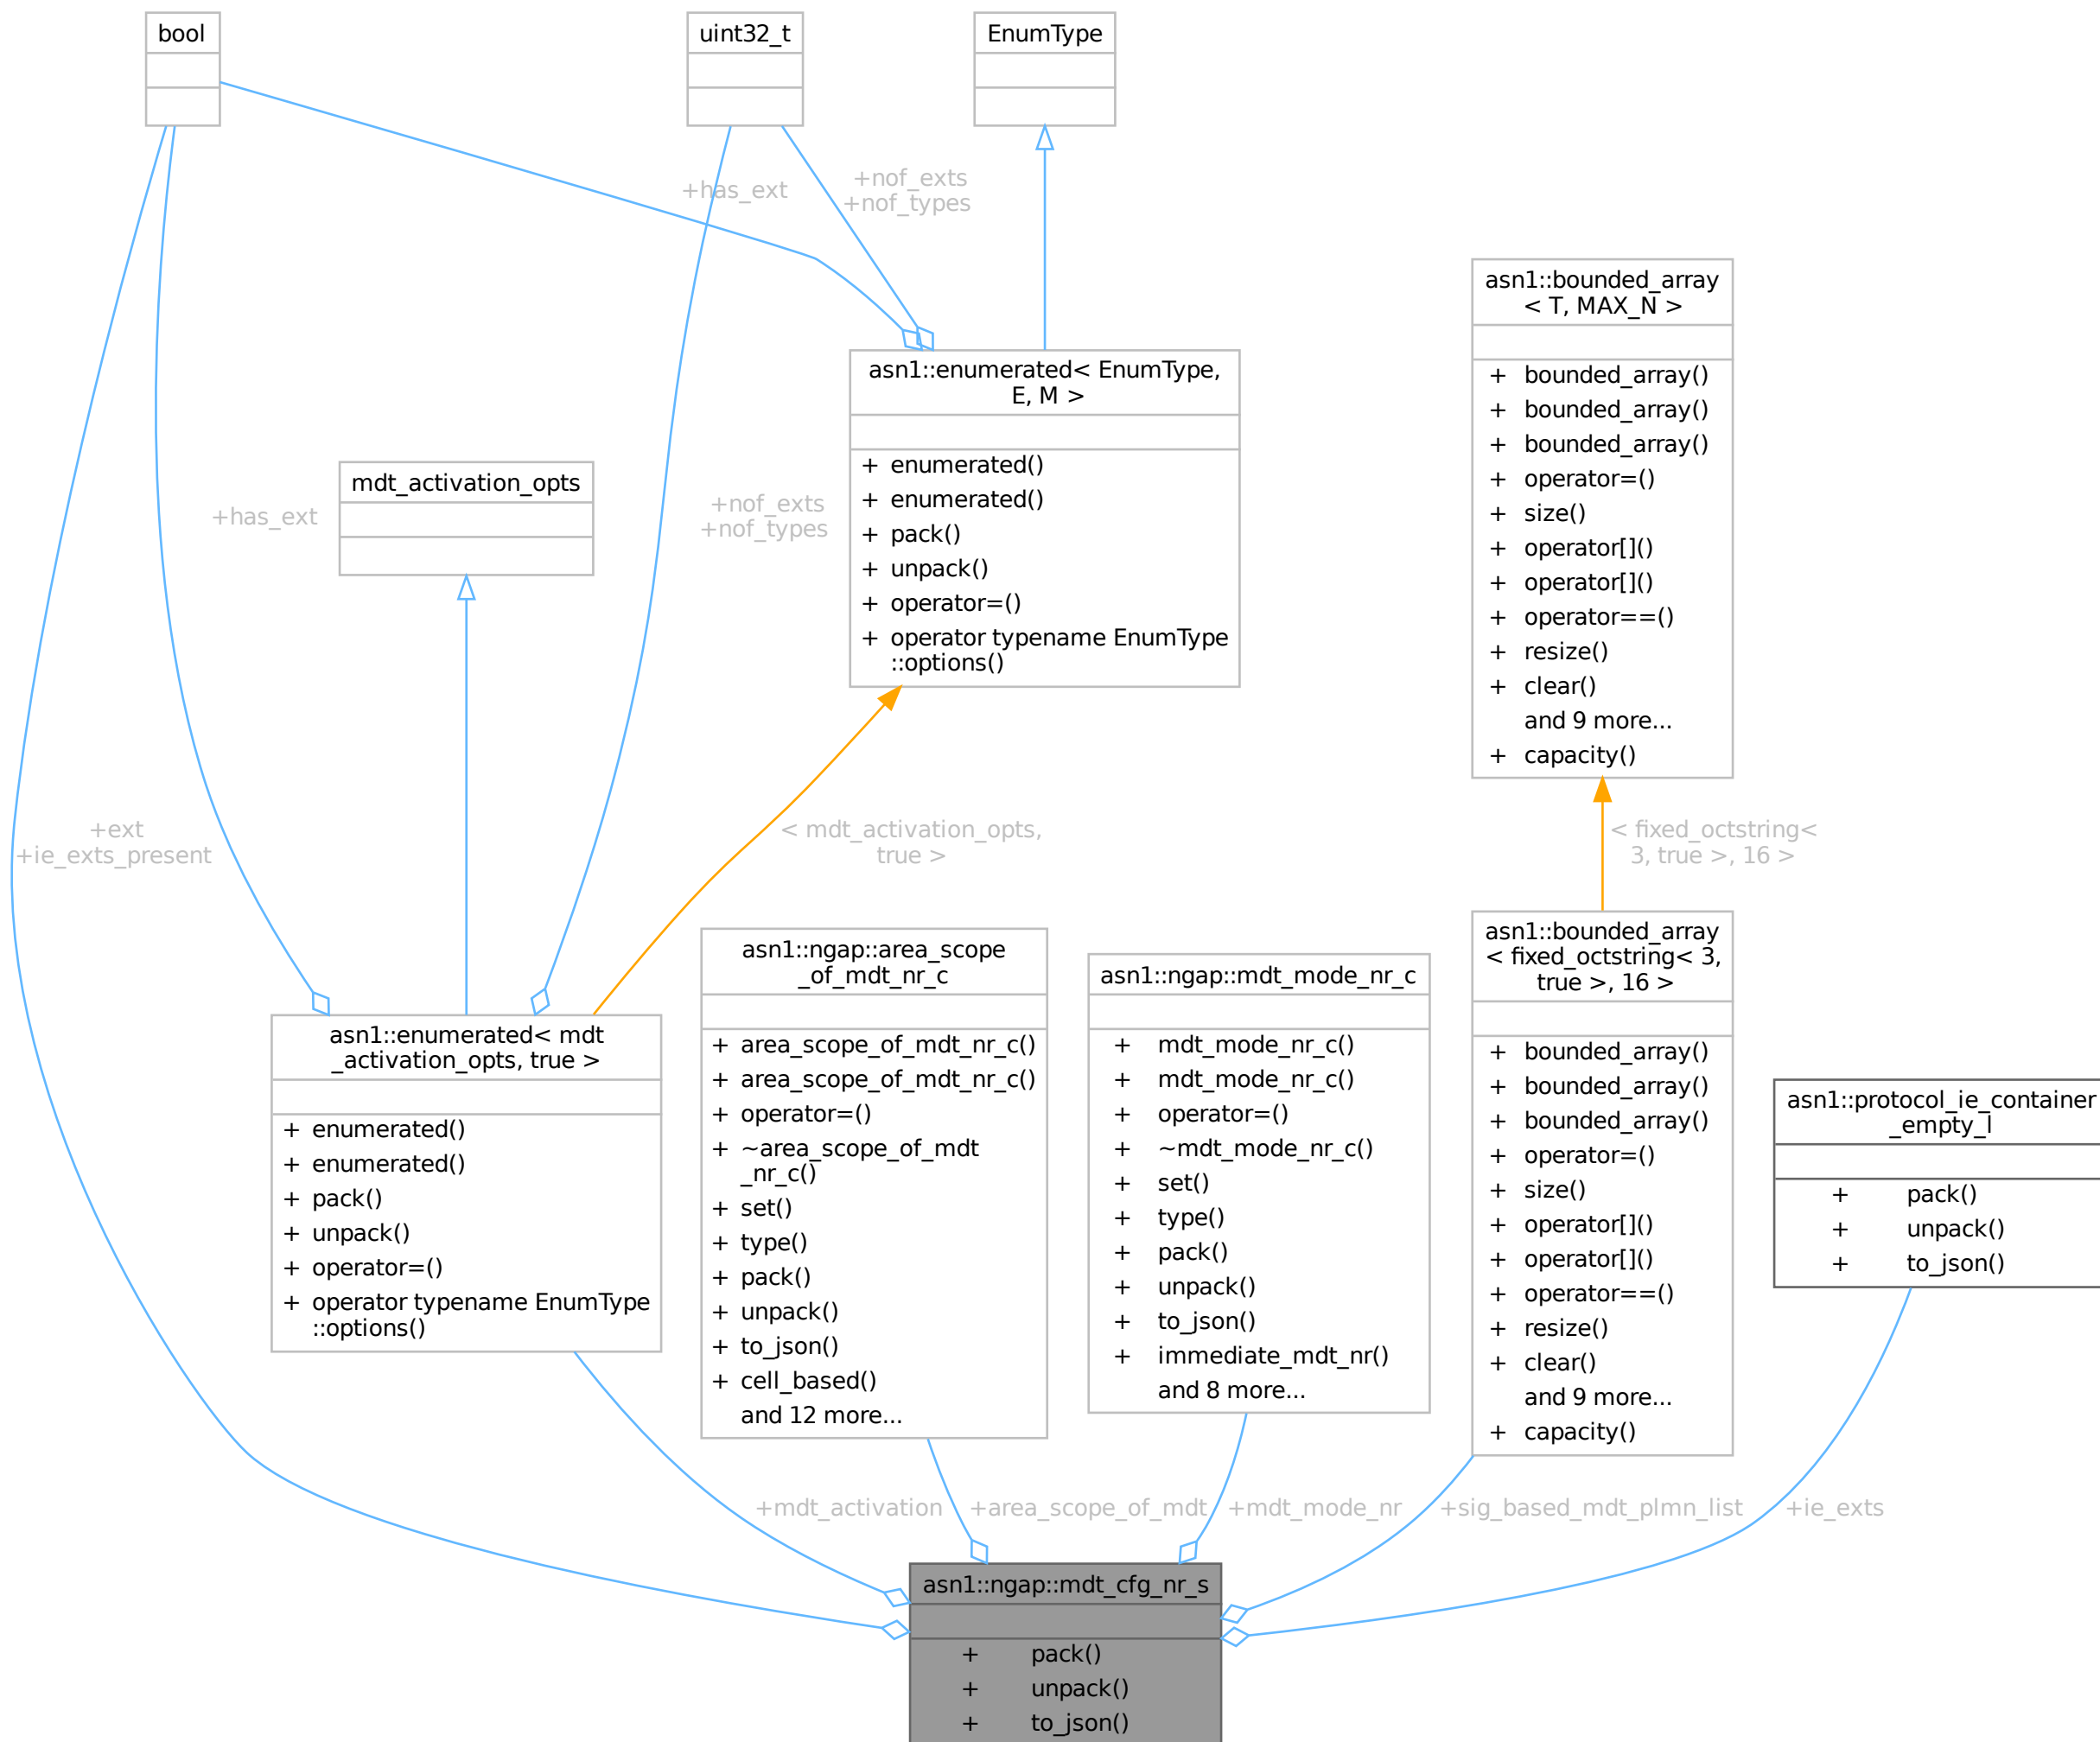 bool
uint32_t
EnumType
+has_ext
+nof_exts
+nof_types
asn1::bounded_array
< T, MAX_N >
+ bounded_array()
+ bounded_array()
+ bounded_array()
+ operator=()
+ size()
+ operator[]()
+ operator[]()
+ operator==()
+ resize()
+ clear()
and 9 more...
+ capacity()
asn1::enumerated< EnumType,
E, M >
+ enumerated()
+ enumerated()
+ pack()
+ unpack()
+ operator=()
+ operator typename EnumType
::options()
mdt_activation_opts
+has_ext
+nof_exts
+nof_types
+ext
+ie_exts_present
< mdt_activation_opts,
true >
< fixed_octstring<
3, true >, 16 >
asn1::enumerated< mdt
_activation_opts, true >
+ enumerated()
+ enumerated()
+ pack()
+ unpack()
+ operator=()
+ operator typename EnumType
::options()
asn1::ngap::area_scope
_of_mdt_nr_c
+ area_scope_of_mdt_nr_c()
+ area_scope_of_mdt_nr_c()
+ operator=()
+ ~area_scope_of_mdt
_nr_c()
+ set()
+ type()
+ pack()
+ unpack()
+ to_json()
+ cell_based()
and 12 more...
asn1::ngap::mdt_mode_nr_c
+ mdt_mode_nr_c()
+ mdt_mode_nr_c()
+ operator=()
+ ~mdt_mode_nr_c()
+ set()
+ type()
+ pack()
+ unpack()
+ to_json()
+ immediate_mdt_nr()
and 8 more...
asn1::bounded_array
< fixed_octstring< 3,
true >, 16 >
+ bounded_array()
+ bounded_array()
+ bounded_array()
+ operator=()
+ size()
+ operator[]()
+ operator[]()
+ operator==()
+ resize()
+ clear()
and 9 more...
+ capacity()
asn1::protocol_ie_container
_empty_l
+ pack()
+ unpack()
+ to_json()
+mdt_activation
+area_scope_of_mdt
+mdt_mode_nr
+sig_based_mdt_plmn_list
+ie_exts
asn1::ngap::mdt_cfg_nr_s
+ pack()
+ unpack()
+ to_json()